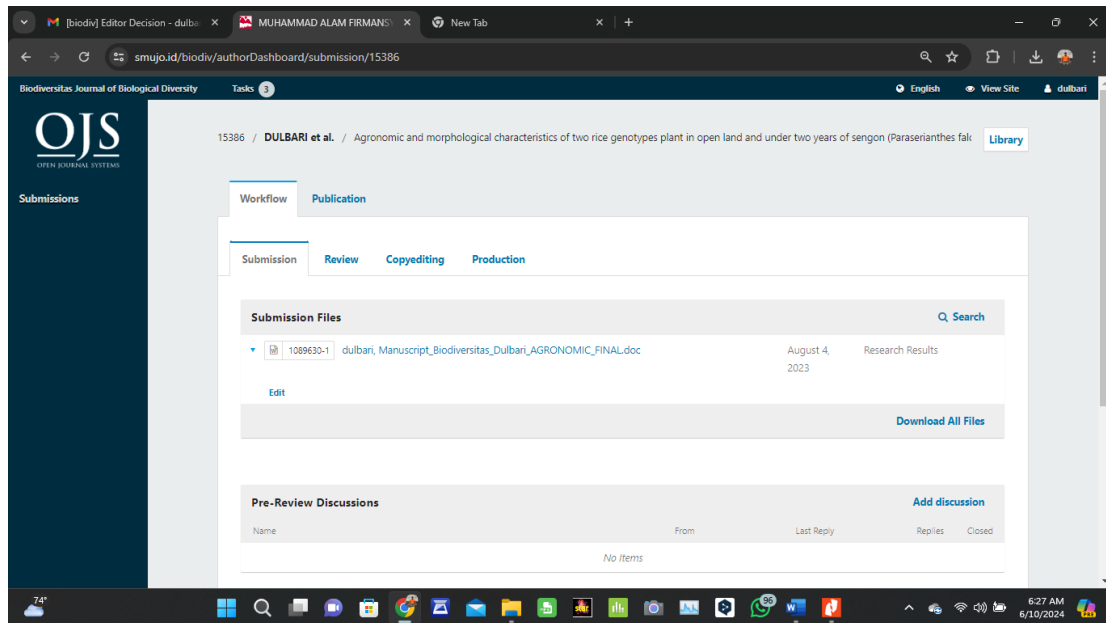 [biodiv] Editor Decision - dulba
MUHAMMAD ALAM FIRMANSY
New Tab
smujo.id/biodiv/authorDashboard/submission/15386
Biodiversitas Journal of Biological Diversity
Tasks 3
English
View Site
dulbari
OJS
OPEN JOURNAL SYSTEMS
Submissions
15386 / DULBARI et al. / Agronomic and morphological characteristics of two rice genotypes plant in open land and under two years of sengon (Paraserianthes falc
Library
Workflow
Publication
Submission
Review
Copyediting
Production
Submission Files
Search
1089630-1
dulbari, Manuscript_Biodiversitas_Dulbari_AGRONOMIC_FINAL.doc
August 4,
2023
Research Results
Edit
Download All Files
Pre-Review Discussions
Add discussion
Name
From
Last Reply
Replies
Closed
No Items
74°
star
96
6:27 AM
6/10/2024